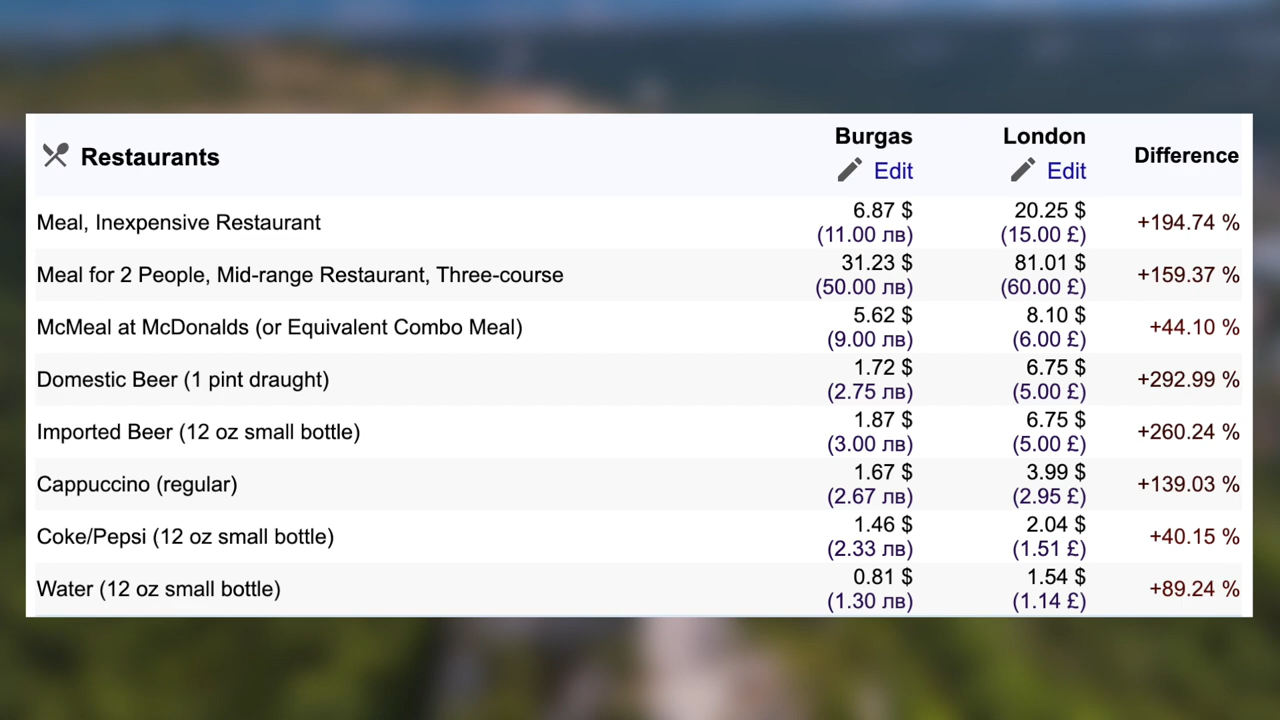 Restaurants
Burgas
Edit
London
Edit
Difference
Meal, Inexpensive Restaurant
6.87 $
(11.00 лв)
20.25 $
(15.00 £)
+194.74 %
Meal for 2 People, Mid-range Restaurant, Three-course
31.23 $
(50.00 лв)
81.01 $
(60.00 £)
+159.37 %
McMeal at McDonalds (or Equivalent Combo Meal)
5.62 $
(9.00 лв)
8.10 $
(6.00 £)
+44.10 %
Domestic Beer (1 pint draught)
1.72 $
(2.75 лв)
6.75 $
(5.00 £)
+292.99 %
Imported Beer (12 oz small bottle)
1.87 $
(3.00 лв)
6.75 $
(5.00 £)
+260.24 %
Cappuccino (regular)
1.67 $
(2.67 лв)
3.99 $
(2.95 £)
+139.03 %
Coke/Pepsi (12 oz small bottle)
1.46 $
(2.33 лв)
2.04 $
(1.51 £)
+40.15 %
Water (12 oz small bottle)
0.81 $
(1.30 лв)
1.54 $
(1.14 £)
+89.24 %